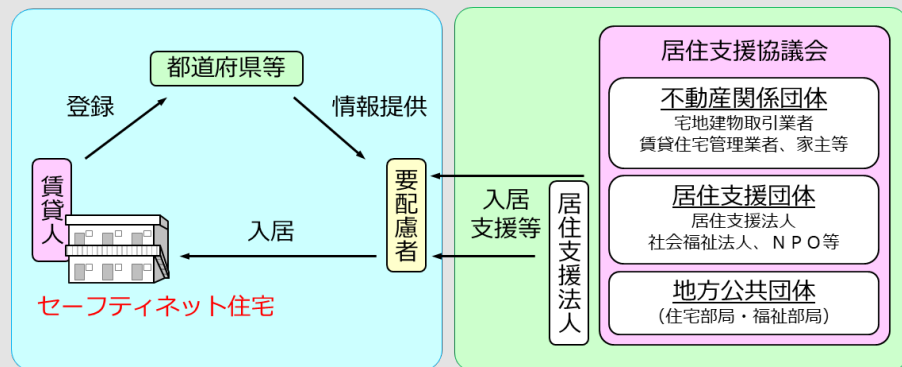 都道府県等
登録
情報提供
賃貸人
要配慮者
入居
セーフティネット住宅
入居
支援等
居住支援法人
居住支援協議会
不動産関係団体
宅地建物取引業者
賃貸住宅管理業者、家主等
居住支援団体
居住支援法人
社会福祉法人、ＮＰＯ等
地方公共団体
（住宅部局・福祉部局）